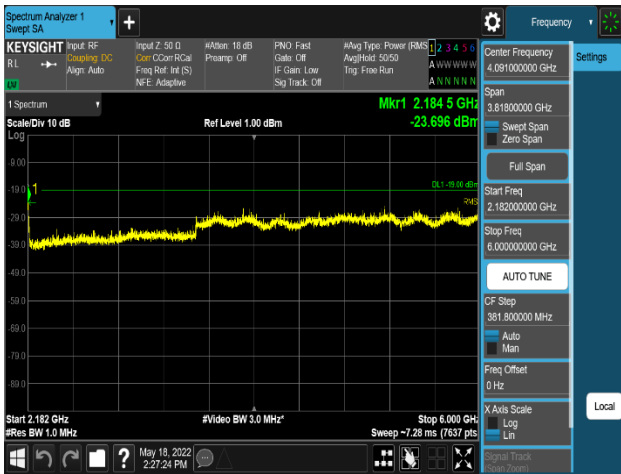 Spectrum Analyzer 1
Swept SA
Frequency
KEYSIGHT
RL
LW
Input: RF
Coupling: DC
Align: Auto
Input Z: 50 Ω
Corr CCorr RCal
Freq Ref: Int (S)
NFE: Adaptive
#Atten: 18 dB
Preamp: Off
PNO: Fast
Gate: Off
IF Gain: Low
Sig Track: Off
#Avg Type: Power (RMS
Avg|Hold: 50/50
Trig: Free Run
1 2 3 4 5 6
A W W W W W
A N N N N N
1 Spectrum
Scale/Div 10 dB
Ref Level 1.00 dBm
Mkr1 2.184 5 GHz
-23.696 dBm
Log
-9.00
-19.0
-29.0
-39.0
-49.0
-59.0
-69.0
-79.0
-89.0
1
DL1 -19.00 dBm
RMS
Start 2.182 GHz
#Res BW 1.0 MHz
#Video BW 3.0 MHz*
Stop 6.000 GHz
Sweep ~7.28 ms (7637 pts
Center Frequency
4.091000000 GHz
Span
3.81800000 GHz
Swept Span
Zero Span
Full Span
Start Freq
2.182000000 GHz
Stop Freq
6.000000000 GHz
AUTO TUNE
CF Step
381.800000 MHz
Auto
Man
Freq Offset
0 Hz
X Axis Scale
Log
Lin
Signal Track
(Span Zoom)
Settings
Local
?
May 18, 2022
2:27:24 PM